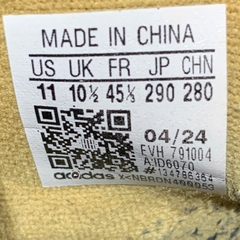 MADE IN CHINA
US UK FR JP CHN
11 10½ 45⅓ 290 280
04/24
EVH 791004
A:ID6070
#:134786364
adidas